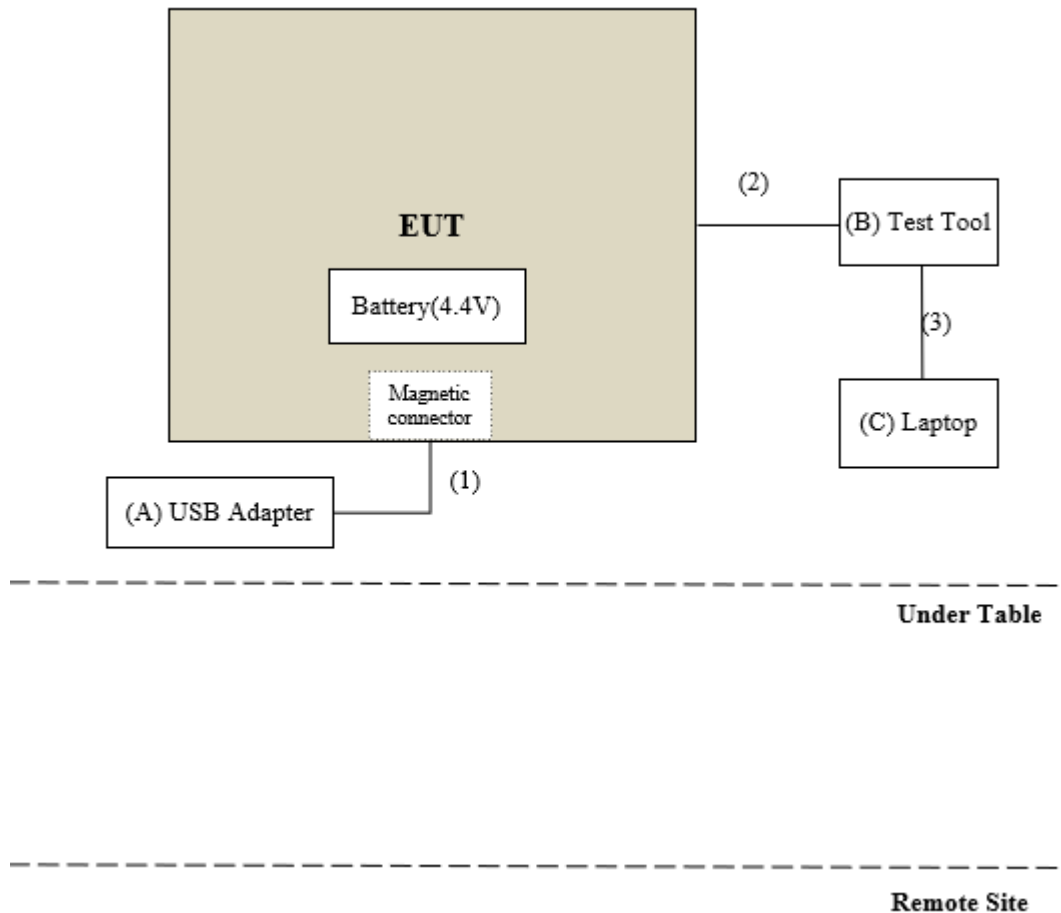 EUT
Battery(4.4V)
Magnetic
connector
(1)
(A) USB Adapter
(2)
(B) Test Tool
(3)
(C) Laptop
Under Table
Remote Site